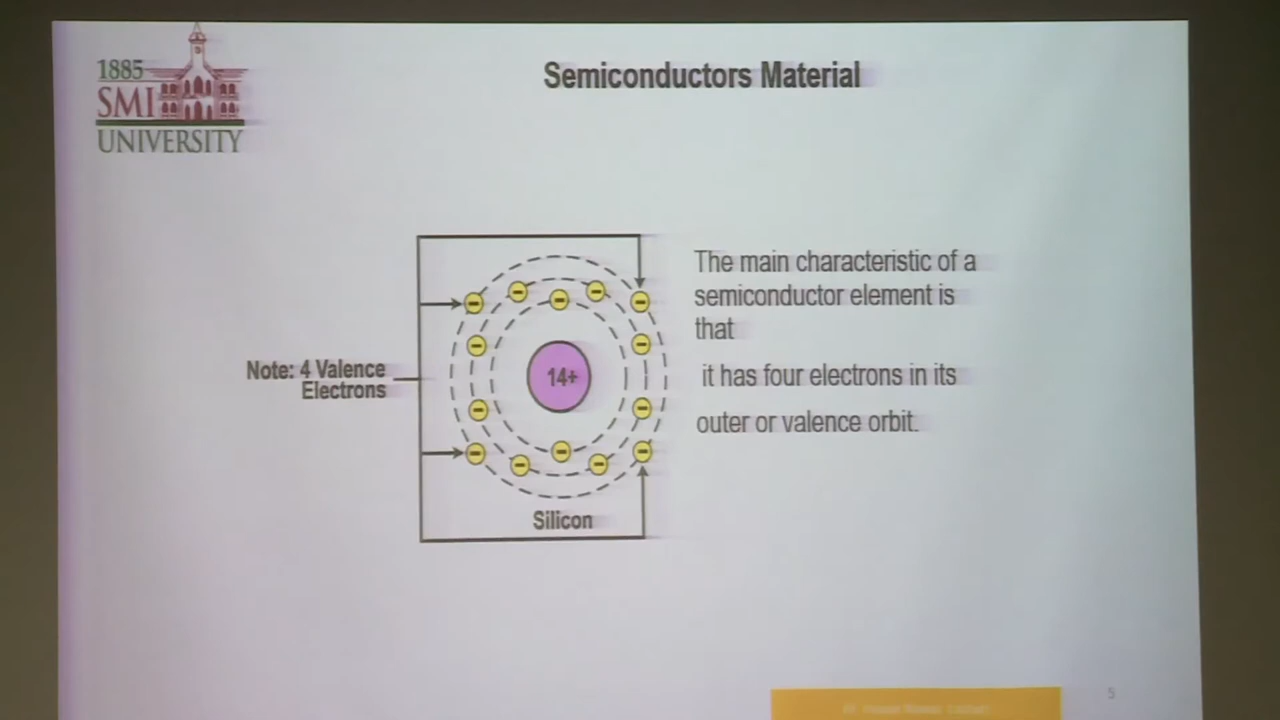 1885
SMI
UNIVERSITY
Semiconductors Material
Note: 4 Valence
Electrons
14+
Silicon
The main characteristic of a
semiconductor element is
that
it has four electrons in its
outer or valence orbit.
5